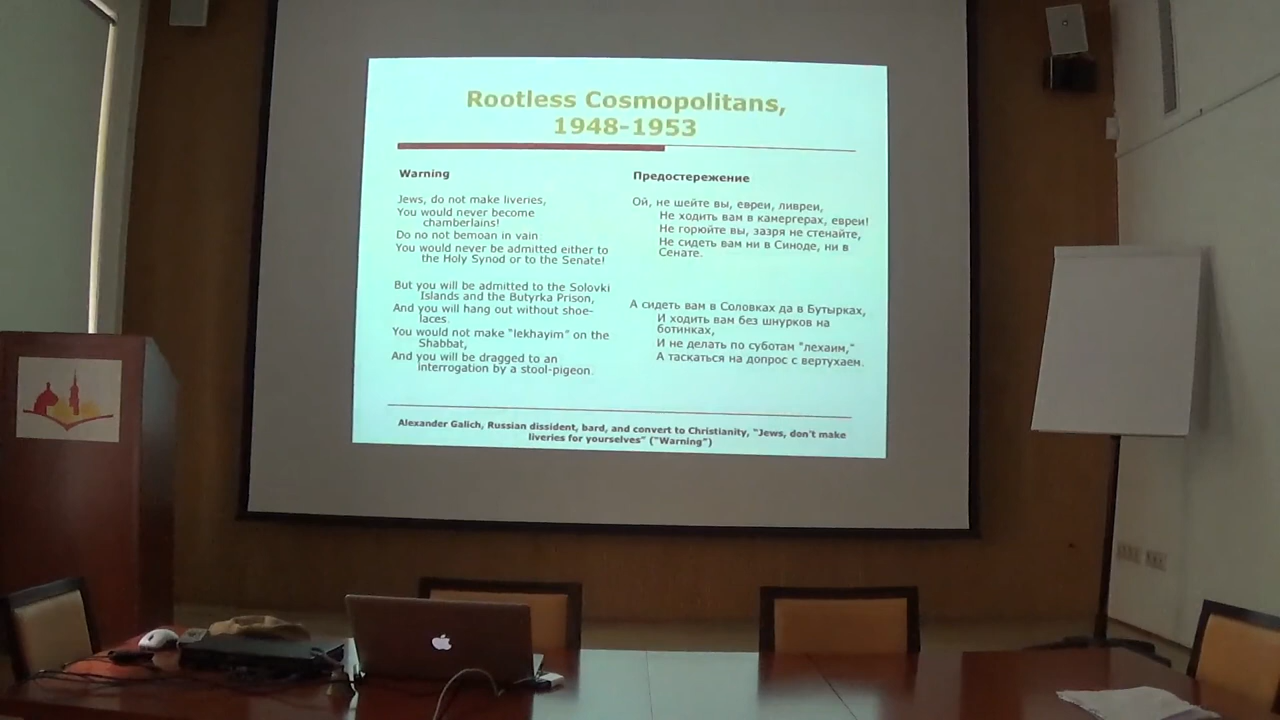 Rootless Cosmopolitans,
1948-1953
Warning
Jews, do not make liveries,
You would never become
chamberlains!
Do no not bemoan in vain
You would never be admitted either to
the Holy Synod or to the Senate!
But you will be admitted to the Solovki
Islands and the Butyrka Prison,
And you will hang out without shoe-
laces.
You would not make "lekhayim" on the
Shabbat,
And you will be dragged to an
interrogation by a stool-pigeon.
Предостережение
Ой, не шейте вы, евреи, ливреи,
Не ходить вам в камергерах, евреи!
Не горюйте вы, зазря не стенайте,
Не сидеть вам ни в Синоде, ни в
Сенате.
А сидеть вам в Соловках да в Бутырках,
И ходить вам без шнурков на
ботинках,
И не делать по суботам "лехаим,"
А таскаться на допрос с вертухаем.
Alexander Galich, Russian dissident, bard, and convert to Christianity, "Jews, don't make
liveries for yourselves" ("Warning")